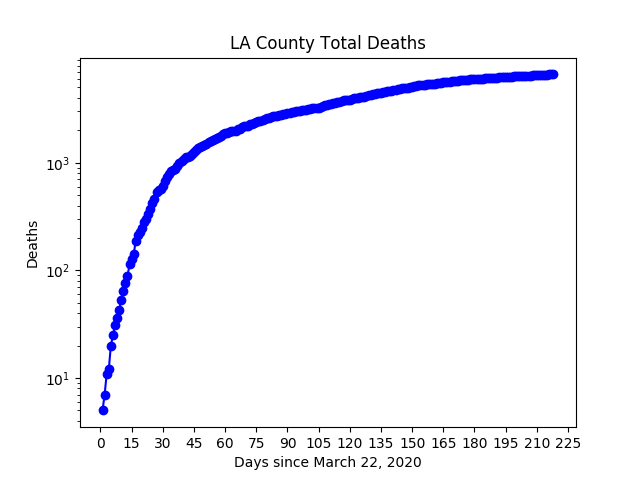 LA County Total Deaths
Deaths
10³
10²
10¹
0 15 30 45 60 75 90 105 120 135 150 165 180 195 210 225
Days since March 22, 2020